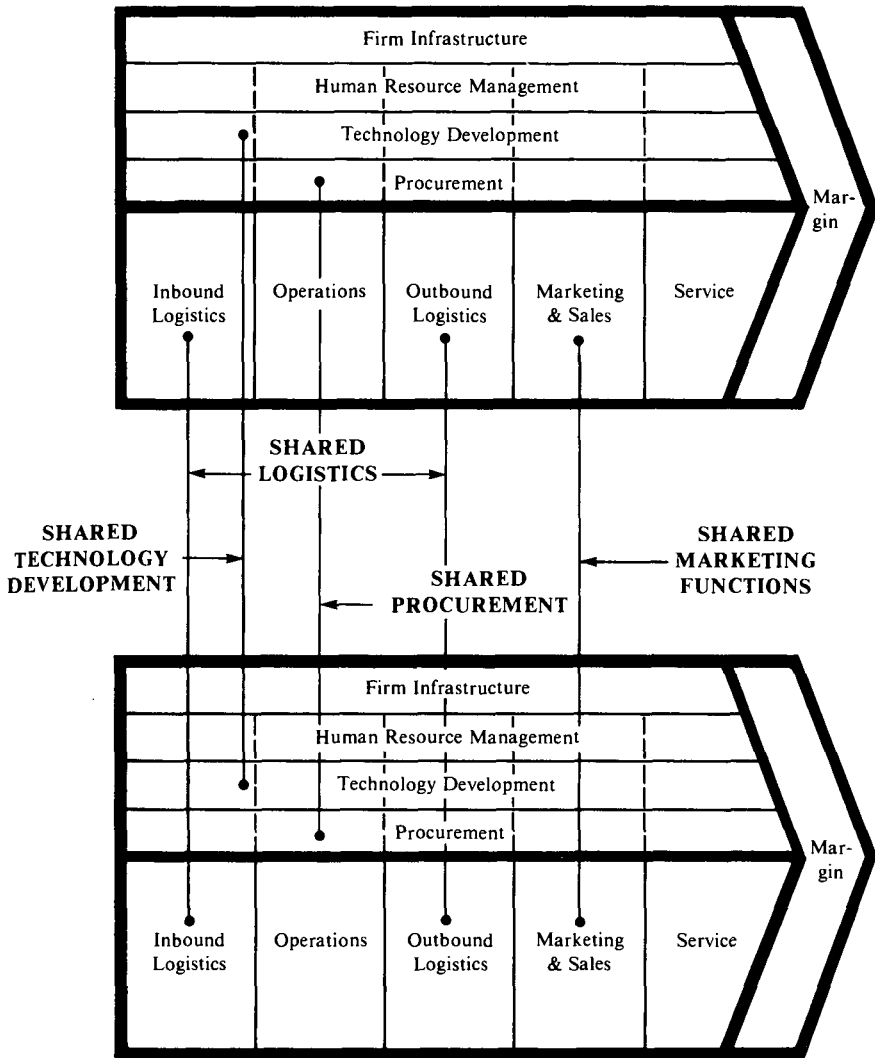 Firm Infrastructure
Human Resource Management
Technology Development
Procurement
Mar-
gin
Inbound
Logistics
Operations
Outbound
Logistics
Marketing
& Sales
Service
SHARED
LOGISTICS
SHARED
TECHNOLOGY
DEVELOPMENT
SHARED
PROCUREMENT
SHARED
MARKETING
FUNCTIONS
Firm Infrastructure
Human Resource Management
Technology Development
Procurement
Mar-
gin
Inbound
Logistics
Operations
Outbound
Logistics
Marketing
& Sales
Service